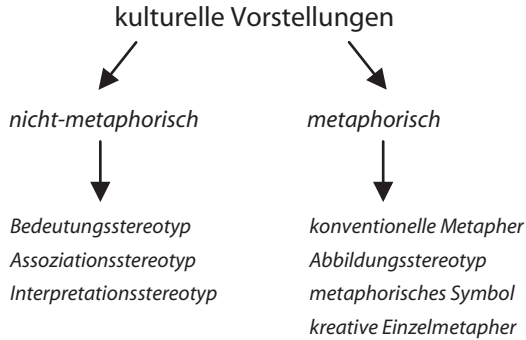 kulturelle Vorstellungen
nicht-metaphorisch
metaphorisch
Bedeutungsstereotyp
Assoziationsstereotyp
Interpretationsstereotyp
konventionelle Metapher
Abbildungsstereotyp
metaphorisches Symbol
kreative Einzelmetapher